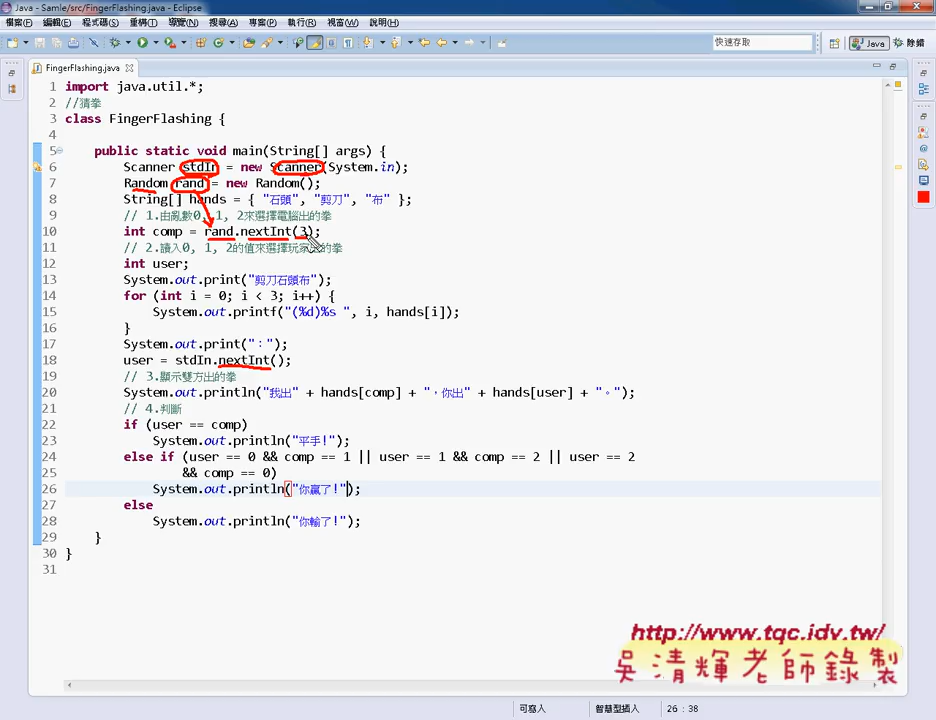 Java - Samle/src/FingerFlashing.java - Eclipse
檔案(F) 編輯(E) 程式碼(S) 重構(T) 導覽(N) 搜尋(A) 專案(P) 執行(R) 視窗(W) 說明(H)
快速存取 Java 除錯
FingerFlashing.java
1 import java.util.*;
2 //猜拳
3 class FingerFlashing {
4
5 public static void main(String[] args) {
6 Scanner stdIn = new Scanner(System.in);
7 Random rand = new Random();
8 String[] hands = { "石頭", "剪刀", "布" };
9 // 1.由亂數0, 1, 2來選擇電腦出的拳
10 int comp = rand.nextInt(3);
11 // 2.讀入0, 1, 2的值來選擇玩家出的拳
12 int user;
13 System.out.print("剪刀石頭布");
14 for (int i = 0; i < 3; i++) {
15 System.out.printf("(%d)%s ", i, hands[i]);
16 }
17 System.out.print("：");
18 user = stdIn.nextInt();
19 // 3.顯示雙方出的拳
20 System.out.println("我出" + hands[comp] + "，你出" + hands[user] + "。");
21 // 4.判斷
22 if (user == comp)
23 System.out.println("平手!");
24 else if (user == 0 && comp == 1 || user == 1 && comp == 2 || user == 2
25 && comp == 0)
26 System.out.println("你贏了!");
27 else
28 System.out.println("你輸了!");
29 }
30 }
31
http://www.tqc.idv.tw/
吳清輝老師錄製
可寫入 智慧型插入 26 : 38